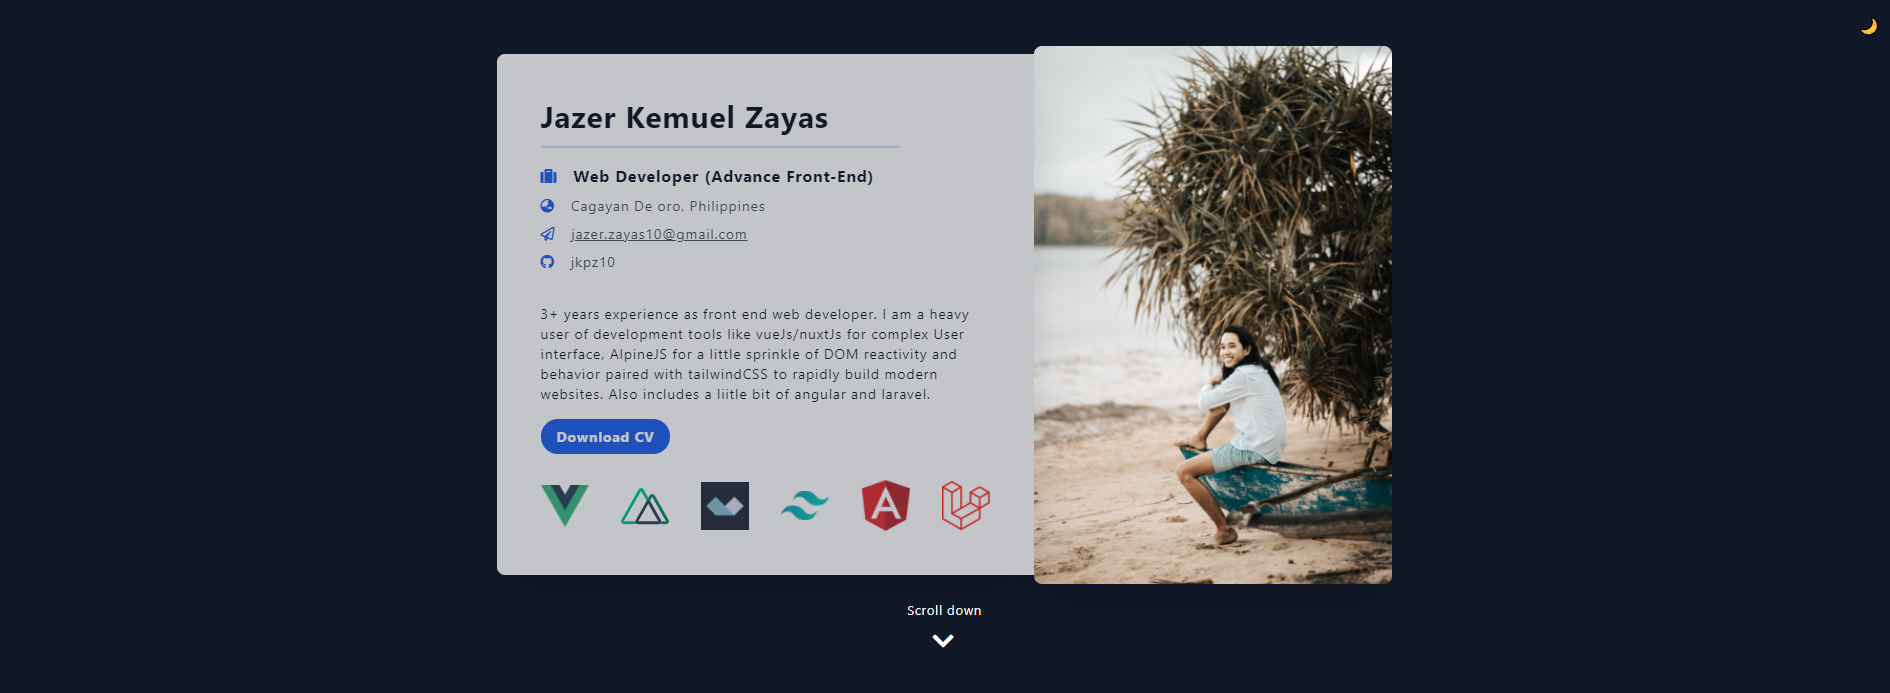 Jazer Kemuel Zayas
Web Developer (Advance Front-End)
Cagayan De oro, Philippines
jazer.zayas10@gmail.com
jkpz10
3+ years experience as front end web developer. I am a heavy
user of development tools like vueJs/nuxtJs for complex User
interface, AlpineJS for a little sprinkle of DOM reactivity and
behavior paired with tailwindCSS to rapidly build modern
websites. Also includes a liitle bit of angular and laravel.
Download CV
Scroll down